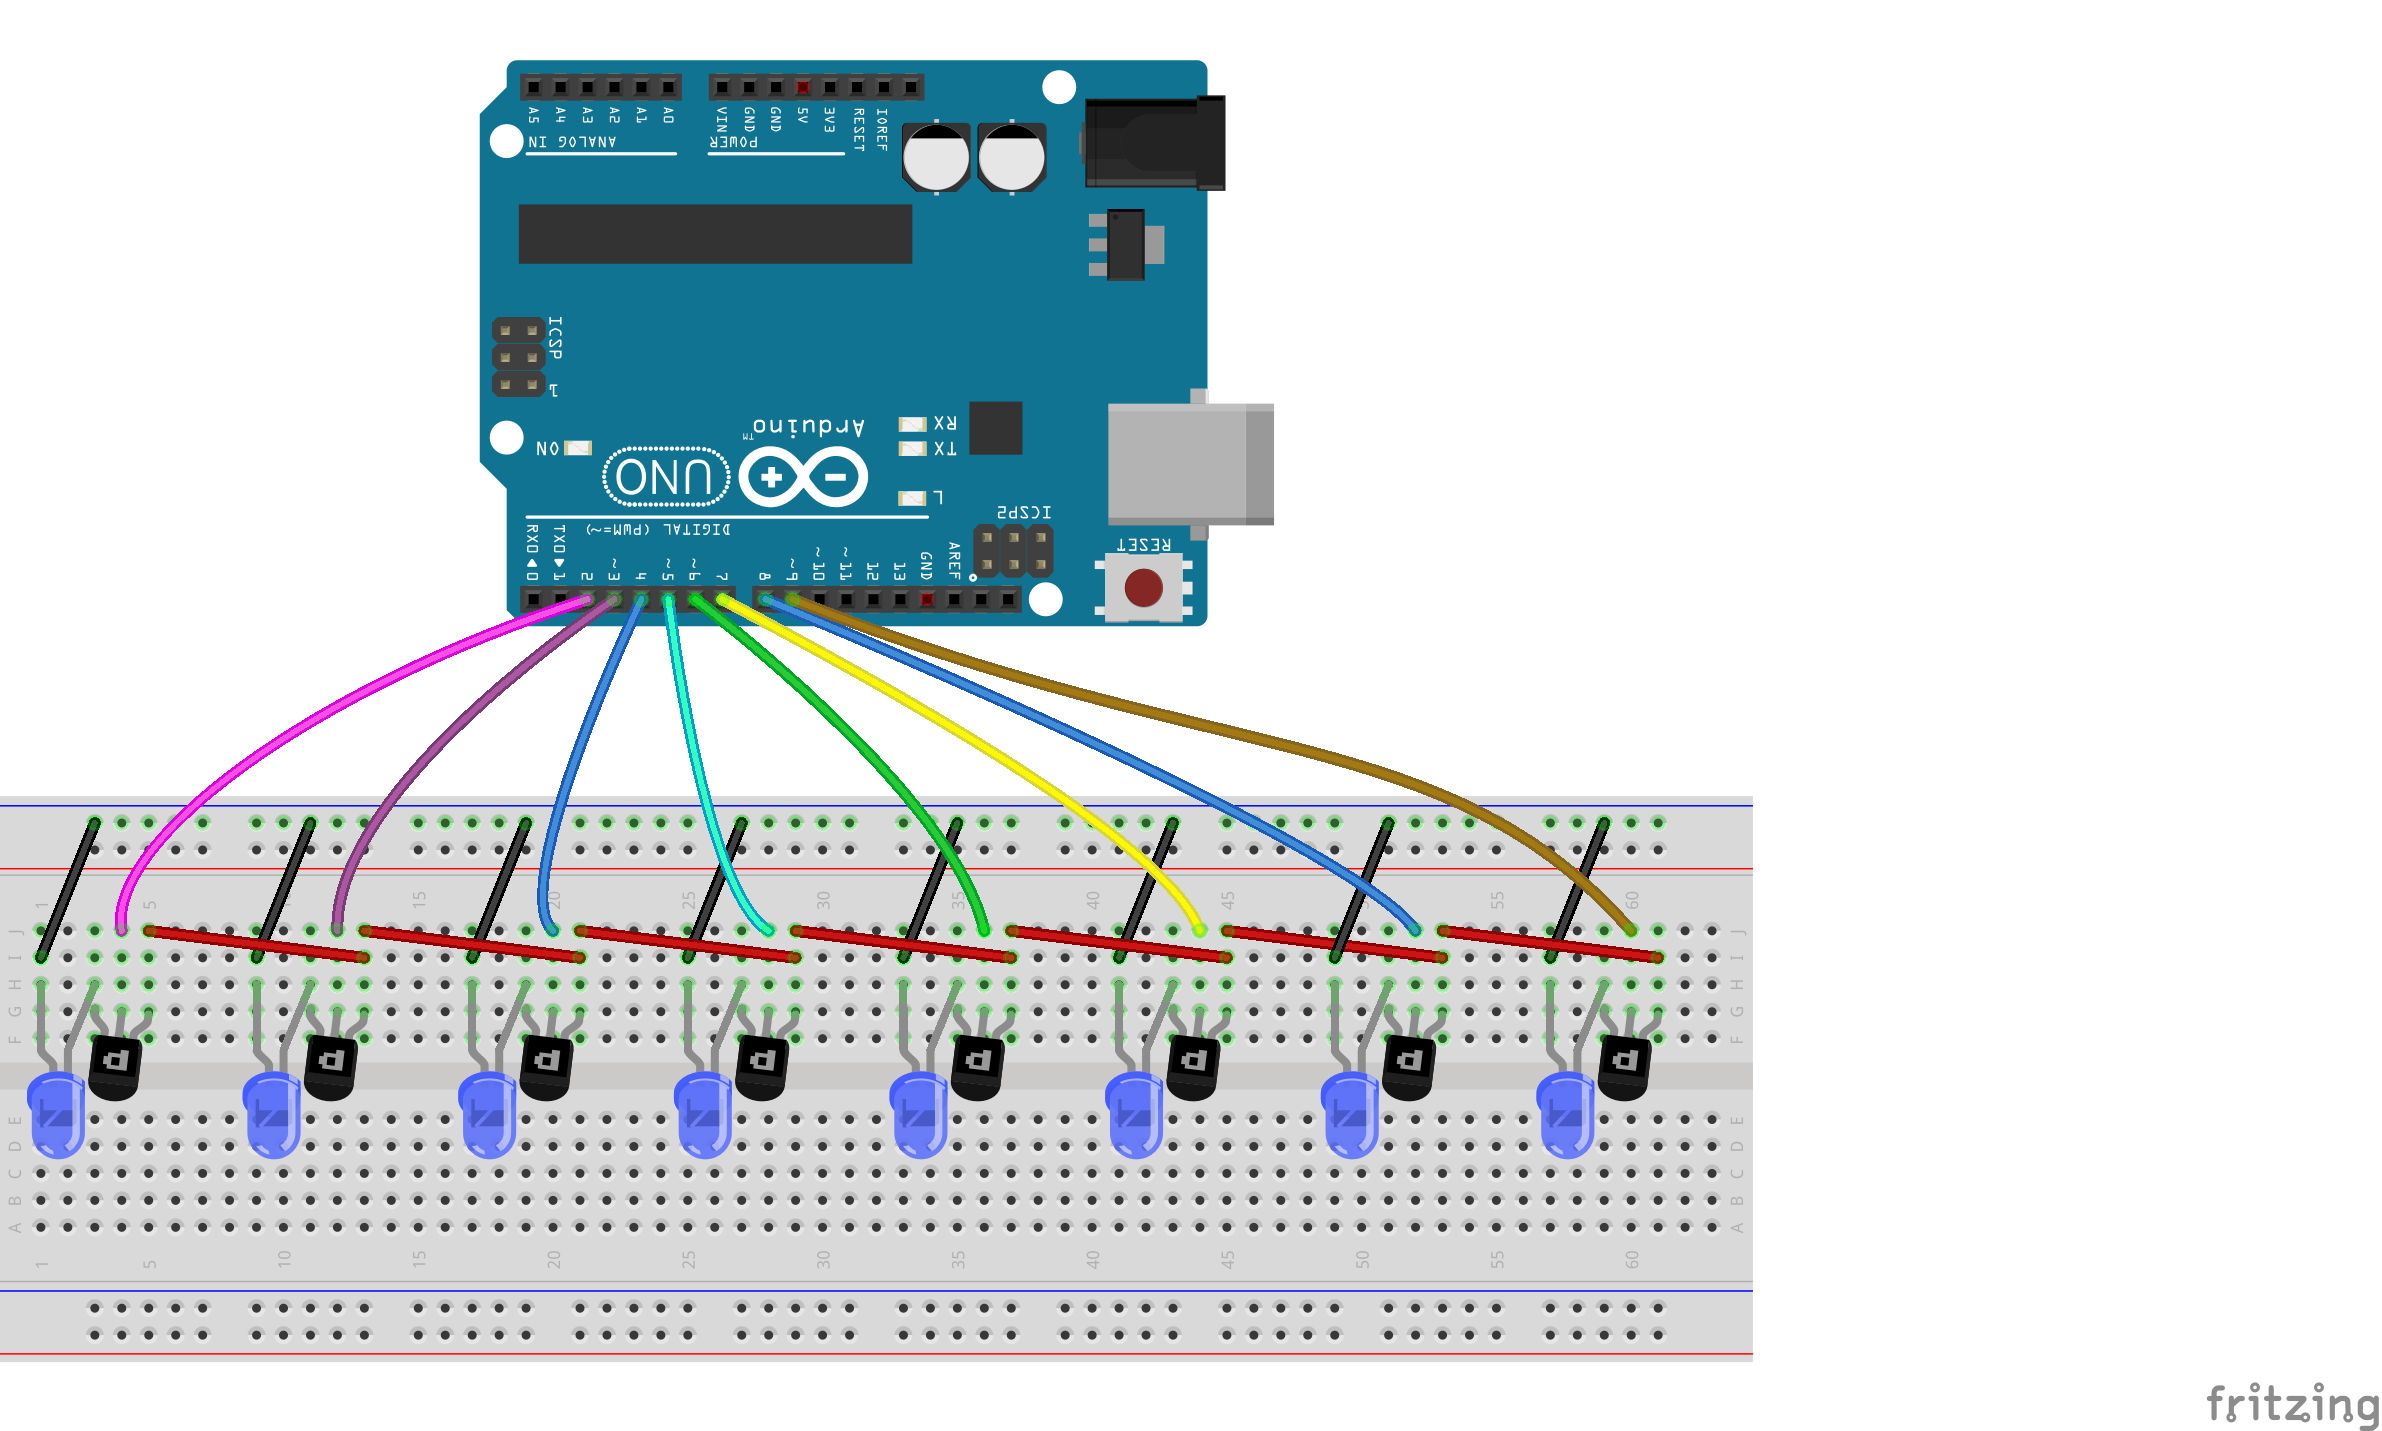 A5 A4 A3 A2 A1 A0
VIN GND GND 5V 3V3 RESET IOREF
ANALOG IN
POWER
ICSP
1
Arduino
TM
RX
TX
ON
UNO
L
ICSP2
DIGITAL (PWM=~)
RESET
RX0 0 TX0 1 2 ~3 4 ~5 ~6 7 8 ~9 ~10 ~11 12 13 GND AREF
1 5 15 20 25 30 35 40 45 55 60
J J
I I
H H
G G
F F
P P P P P P P P
E E
D D
C C
B B
A A
1 5 10 15 20 25 30 35 40 45 50 55 60
fritzing